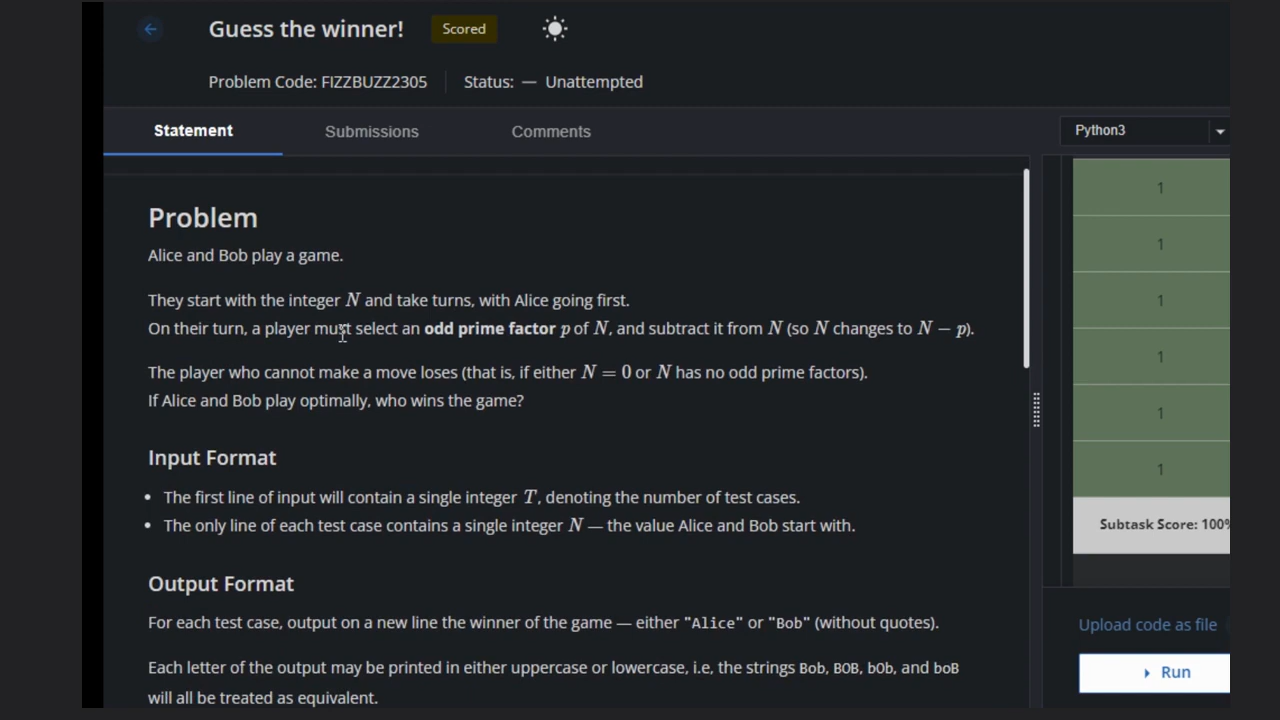 Guess the winner!
Scored
Problem Code: FIZZBUZZ2305
Status: — Unattempted
Statement
Submissions
Comments
Python3
Problem
Alice and Bob play a game.
They start with the integer N and take turns, with Alice going first.
On their turn, a player must select an odd prime factor p of N, and subtract it from N (so N changes to N − p).
The player who cannot make a move loses (that is, if either N = 0 or N has no odd prime factors).
If Alice and Bob play optimally, who wins the game?
Input Format
• The first line of input will contain a single integer T, denoting the number of test cases.
• The only line of each test case contains a single integer N — the value Alice and Bob start with.
Output Format
For each test case, output on a new line the winner of the game — either "Alice" or "Bob" (without quotes).
Each letter of the output may be printed in either uppercase or lowercase, i.e, the strings Bob, BOB, bOb, and boB
will all be treated as equivalent.
1
1
1
1
1
1
Subtask Score: 100%
Upload code as file
Run